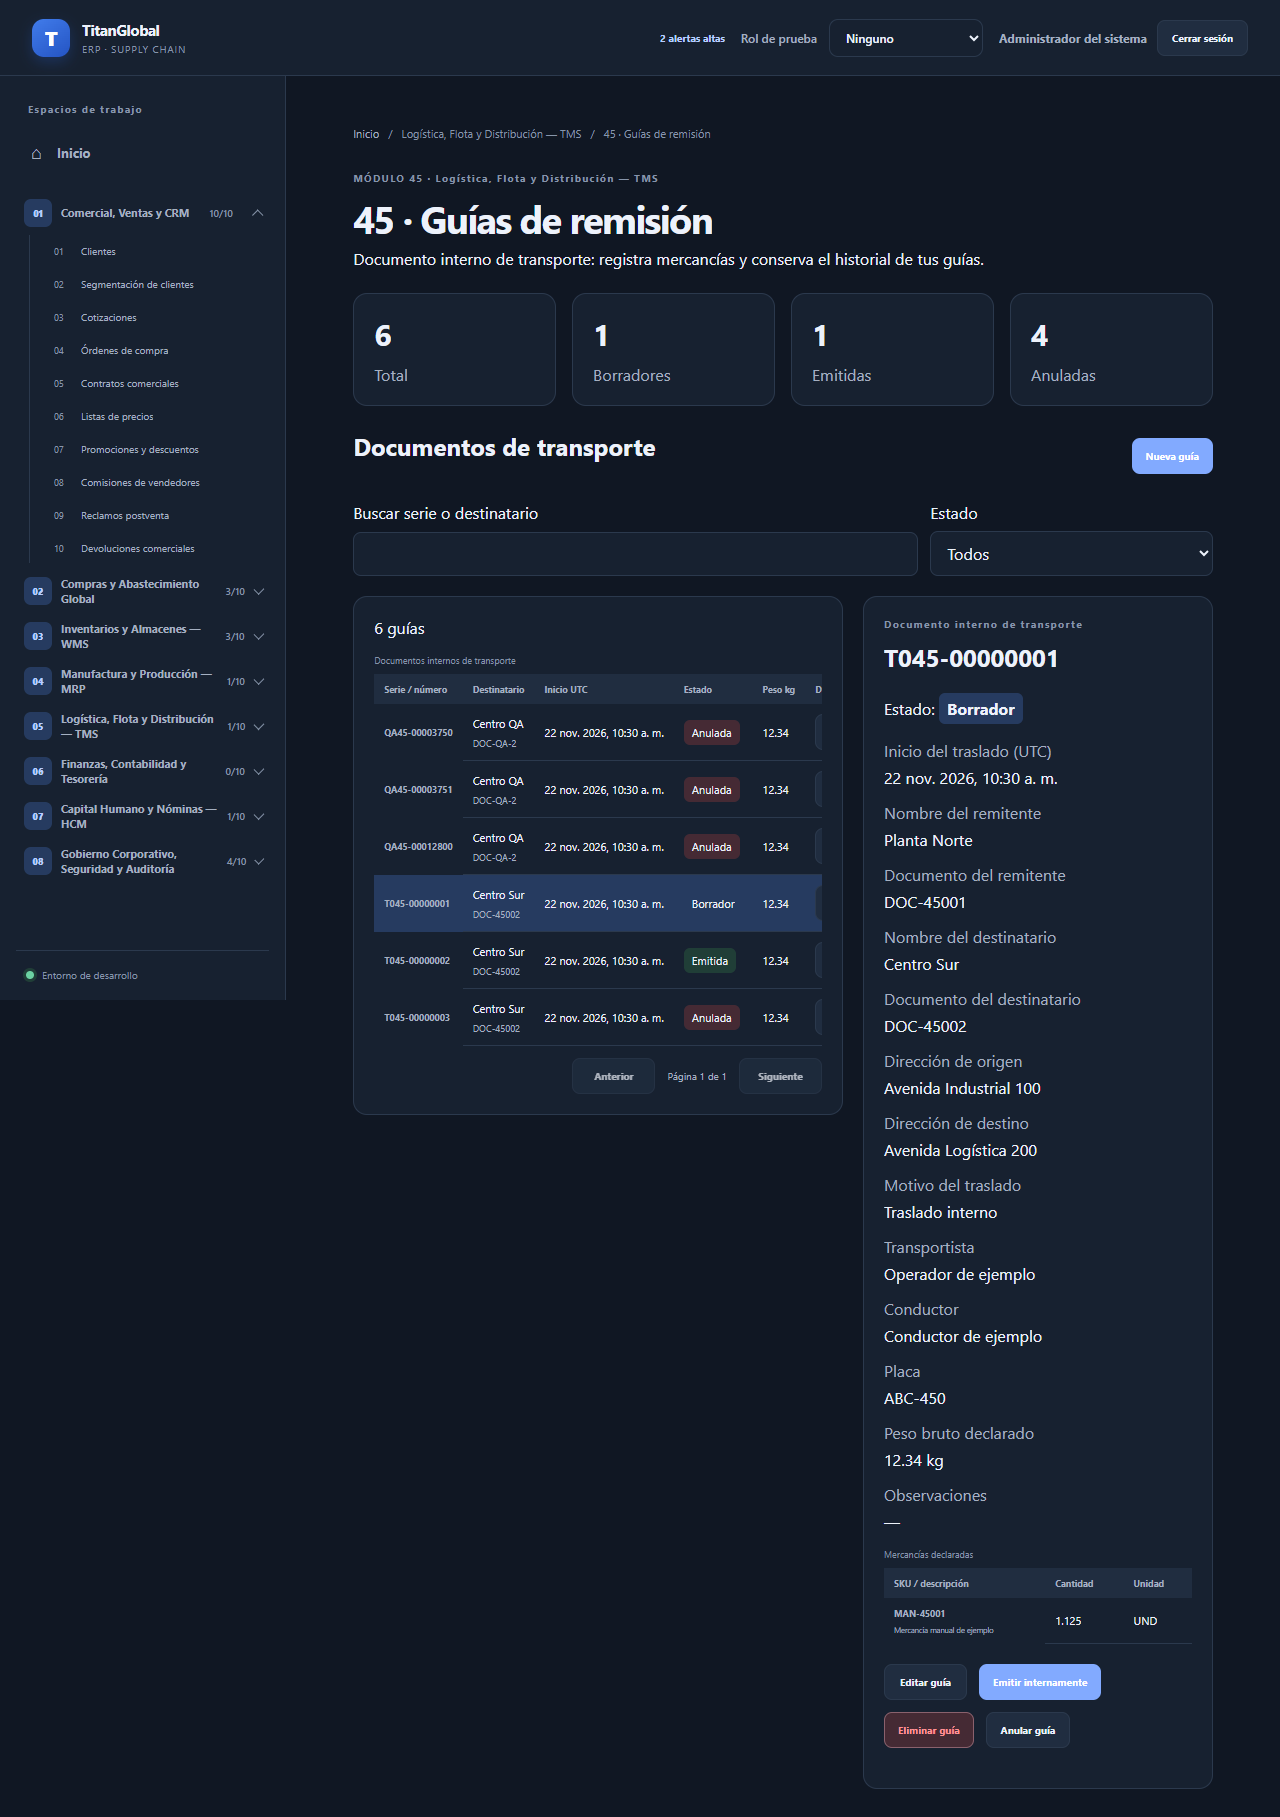 T
TitanGlobal
ERP · SUPPLY CHAIN
2 alertas altas
Rol de prueba
Ninguno
Administrador del sistema
Cerrar sesión
Espacios de trabajo
Inicio
01 Comercial, Ventas y CRM 10/10
01 Clientes
02 Segmentación de clientes
03 Cotizaciones
04 Órdenes de compra
05 Contratos comerciales
06 Listas de precios
07 Promociones y descuentos
08 Comisiones de vendedores
09 Reclamos postventa
10 Devoluciones comerciales
02 Compras y Abastecimiento
Global 3/10
03 Inventarios y Almacenes —
WMS 3/10
04 Manufactura y Producción —
MRP 1/10
05 Logística, Flota y Distribución
— TMS 1/10
06 Finanzas, Contabilidad y
Tesorería 0/10
07 Capital Humano y Nóminas —
HCM 1/10
08 Gobierno Corporativo,
Seguridad y Auditoría 4/10
Entorno de desarrollo
Inicio / Logística, Flota y Distribución — TMS / 45 · Guías de remisión
MÓDULO 45 · Logística, Flota y Distribución — TMS
45 · Guías de remisión
Documento interno de transporte: registra mercancías y conserva el historial de tus guías.
6
Total
1
Borradores
1
Emitidas
4
Anuladas
Documentos de transporte
Nueva guía
Buscar serie o destinatario
Estado
Todos
6 guías
Documentos internos de transporte
Serie / número Destinatario Inicio UTC Estado Peso kg D
QA45-00003750 Centro QA DOC-QA-2 22 nov. 2026, 10:30 a. m. Anulada 12.34
QA45-00003751 Centro QA DOC-QA-2 22 nov. 2026, 10:30 a. m. Anulada 12.34
QA45-00012800 Centro QA DOC-QA-2 22 nov. 2026, 10:30 a. m. Anulada 12.34
T045-00000001 Centro Sur DOC-45002 22 nov. 2026, 10:30 a. m. Borrador 12.34
T045-00000002 Centro Sur DOC-45002 22 nov. 2026, 10:30 a. m. Emitida 12.34
T045-00000003 Centro Sur DOC-45002 22 nov. 2026, 10:30 a. m. Anulada 12.34
Anterior Página 1 de 1 Siguiente
Documento interno de transporte
T045-00000001
Estado: Borrador
Inicio del traslado (UTC)
22 nov. 2026, 10:30 a. m.
Nombre del remitente
Planta Norte
Documento del remitente
DOC-45001
Nombre del destinatario
Centro Sur
Documento del destinatario
DOC-45002
Dirección de origen
Avenida Industrial 100
Dirección de destino
Avenida Logística 200
Motivo del traslado
Traslado interno
Transportista
Operador de ejemplo
Conductor
Conductor de ejemplo
Placa
ABC-450
Peso bruto declarado
12.34 kg
Observaciones
—
Mercancías declaradas
SKU / descripción Cantidad Unidad
MAN-45001
Mercancía manual de ejemplo 1.125 UND
Editar guía Emitir internamente
Eliminar guía Anular guía